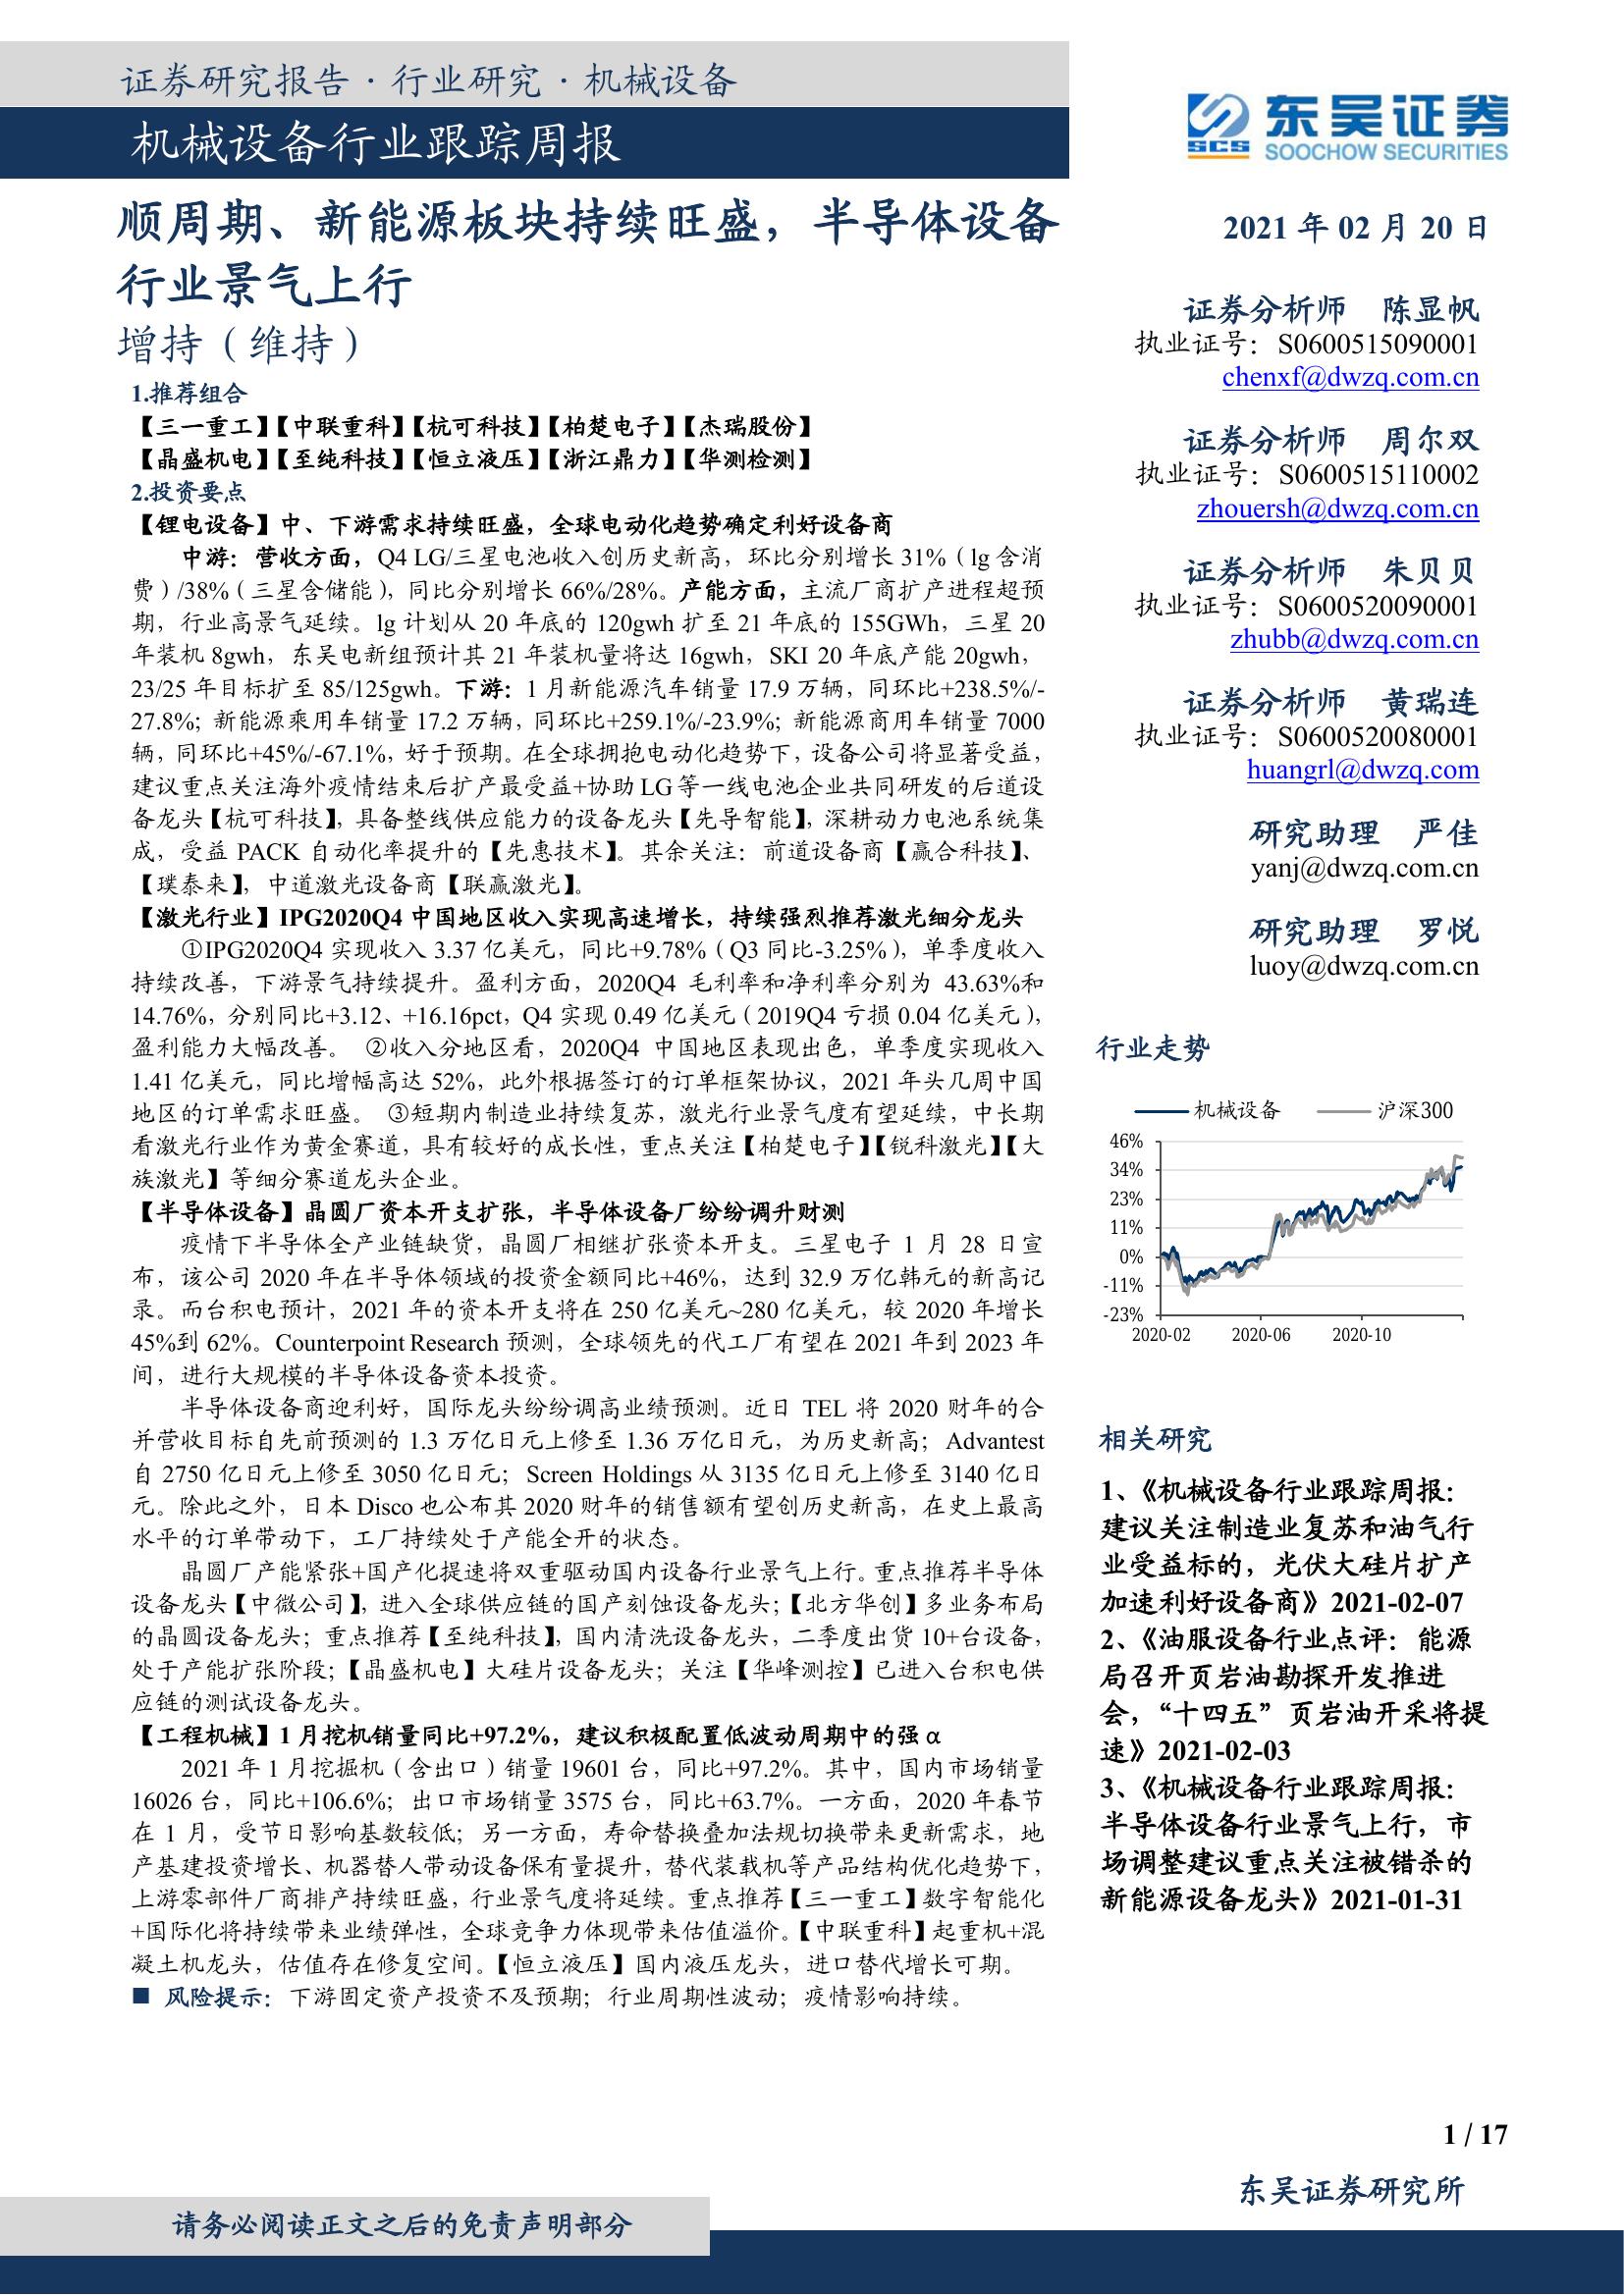 证券研究报告 · 行业研究 · 机械设备
机械设备行业跟踪周报
东吴证券
SCS
SOOCHOW SECURITIES
顺周期、新能源板块持续旺盛，半导体设备
行业景气上行
增持（维持）
1.推荐组合
【三一重工】【中联重科】【杭可科技】【柏楚电子】【杰瑞股份】
【晶盛机电】【至纯科技】【恒立液压】【浙江鼎力】【华测检测】
2.投资要点
【锂电设备】中、下游需求持续旺盛，全球电动化趋势确定利好设备商
中游：营收方面，Q4 LG/三星电池收入创历史新高，环比分别增长 31%（lg 含消
费）/38%（三星含储能），同比分别增长 66%/28%。产能方面，主流厂商扩产进程超预
期，行业高景气延续。lg 计划从 20 年底的 120gwh 扩至 21 年底的 155GWh，三星 20
年装机 8gwh，东吴电新组预计其 21 年装机量将达 16gwh，SKI 20 年底产能 20gwh，
23/25 年目标扩至 85/125gwh。下游：1 月新能源汽车销量 17.9 万辆，同环比+238.5%/-
27.8%；新能源乘用车销量 17.2 万辆，同环比+259.1%/-23.9%；新能源商用车销量 7000
辆，同环比+45%/-67.1%，好于预期。在全球拥抱电动化趋势下，设备公司将显著受益，
建议重点关注海外疫情结束后扩产最受益+协助 LG 等一线电池企业共同研发的后道设
备龙头【杭可科技】，具备整线供应能力的设备龙头【先导智能】，深耕动力电池系统集
成，受益 PACK 自动化率提升的【先惠技术】。其余关注：前道设备商【赢合科技】、
【璞泰来】，中道激光设备商【联赢激光】。
【激光行业】IPG2020Q4 中国地区收入实现高速增长，持续强烈推荐激光细分龙头
①IPG2020Q4 实现收入 3.37 亿美元，同比+9.78%（Q3 同比-3.25%），单季度收入
持续改善，下游景气持续提升。盈利方面，2020Q4 毛利率和净利率分别为 43.63%和
14.76%，分别同比+3.12、+16.16pct，Q4 实现 0.49 亿美元（2019Q4 亏损 0.04 亿美元），
盈利能力大幅改善。 ②收入分地区看，2020Q4 中国地区表现出色，单季度实现收入
1.41 亿美元，同比增幅高达 52%，此外根据签订的订单框架协议，2021 年头几周中国
地区的订单需求旺盛。 ③短期内制造业持续复苏，激光行业景气度有望延续，中长期
看激光行业作为黄金赛道，具有较好的成长性，重点关注【柏楚电子】【锐科激光】【大
族激光】等细分赛道龙头企业。
【半导体设备】晶圆厂资本开支扩张，半导体设备厂纷纷调升财测
疫情下半导体全产业链缺货，晶圆厂相继扩张资本开支。三星电子 1 月 28 日宣
布，该公司 2020 年在半导体领域的投资金额同比+46%，达到 32.9 万亿韩元的新高记
录。而台积电预计，2021 年的资本开支将在 250 亿美元~280 亿美元，较 2020 年增长
45%到 62%。Counterpoint Research 预测，全球领先的代工厂有望在 2021 年到 2023 年
间，进行大规模的半导体设备资本投资。
半导体设备商迎利好，国际龙头纷纷调高业绩预测。近日 TEL 将 2020 财年的合
并营收目标自先前预测的 1.3 万亿日元上修至 1.36 万亿日元，为历史新高；Advantest
自 2750 亿日元上修至 3050 亿日元；Screen Holdings 从 3135 亿日元上修至 3140 亿日
元。除此之外，日本 Disco 也公布其 2020 财年的销售额有望创历史新高，在史上最高
水平的订单带动下，工厂持续处于产能全开的状态。
晶圆厂产能紧张+国产化提速将双重驱动国内设备行业景气上行。重点推荐半导体
设备龙头【中微公司】，进入全球供应链的国产刻蚀设备龙头；【北方华创】多业务布局
的晶圆设备龙头；重点推荐【至纯科技】，国内清洗设备龙头，二季度出货 10+台设备，
处于产能扩张阶段；【晶盛机电】大硅片设备龙头；关注【华峰测控】已进入台积电供
应链的测试设备龙头。
【工程机械】1 月挖机销量同比+97.2%，建议积极配置低波动周期中的强 α
2021 年 1 月挖掘机（含出口）销量 19601 台，同比+97.2%。其中，国内市场销量
16026 台，同比+106.6%；出口市场销量 3575 台，同比+63.7%。一方面，2020 年春节
在 1 月，受节日影响基数较低；另一方面，寿命替换叠加法规切换带来更新需求，地
产基建投资增长、机器替人带动设备保有量提升，替代装载机等产品结构优化趋势下，
上游零部件厂商排产持续旺盛，行业景气度将延续。重点推荐【三一重工】数字智能化
+国际化将持续带来业绩弹性，全球竞争力体现带来估值溢价。【中联重科】起重机+混
凝土机龙头，估值存在修复空间。【恒立液压】国内液压龙头，进口替代增长可期。
■ 风险提示：下游固定资产投资不及预期；行业周期性波动；疫情影响持续。
2021 年 02 月 20 日
证券分析师 陈显帆
执业证号：S0600515090001
chenxf@dwzq.com.cn
证券分析师 周尔双
执业证号：S0600515110002
zhouersh@dwzq.com.cn
证券分析师 朱贝贝
执业证号：S0600520090001
zhubb@dwzq.com.cn
证券分析师 黄瑞连
执业证号：S0600520080001
huangrl@dwzq.com
研究助理 严佳
yanj@dwzq.com.cn
研究助理 罗悦
luoy@dwzq.com.cn
行业走势
机械设备 沪深300
46%
34%
23%
11%
0%
-11%
-23%
2020-02 2020-06 2020-10
相关研究
1、《机械设备行业跟踪周报：
建议关注制造业复苏和油气行
业受益标的，光伏大硅片扩产
加速利好设备商》2021-02-07
2、《油服设备行业点评：能源
局召开页岩油勘探开发推进
会，“十四五”页岩油开采将提
速》2021-02-03
3、《机械设备行业跟踪周报：
半导体设备行业景气上行，市
场调整建议重点关注被错杀的
新能源设备龙头》2021-01-31
1 / 17
东吴证券研究所
请务必阅读正文之后的免责声明部分